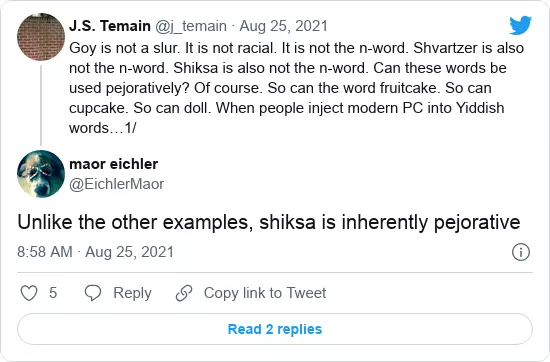 J.S. Temain @j_temain · Aug 25, 2021
Goy is not a slur. It is not racial. It is not the n-word. Shvartzer is also
not the n-word. Shiksa is also not the n-word. Can these words be
used pejoratively? Of course. So can the word fruitcake. So can
cupcake. So can doll. When people inject modern PC into Yiddish
words…1/
maor eichler
@EichlerMaor
Unlike the other examples, shiksa is inherently pejorative
8:58 AM · Aug 25, 2021
5 Reply Copy link to Tweet
Read 2 replies